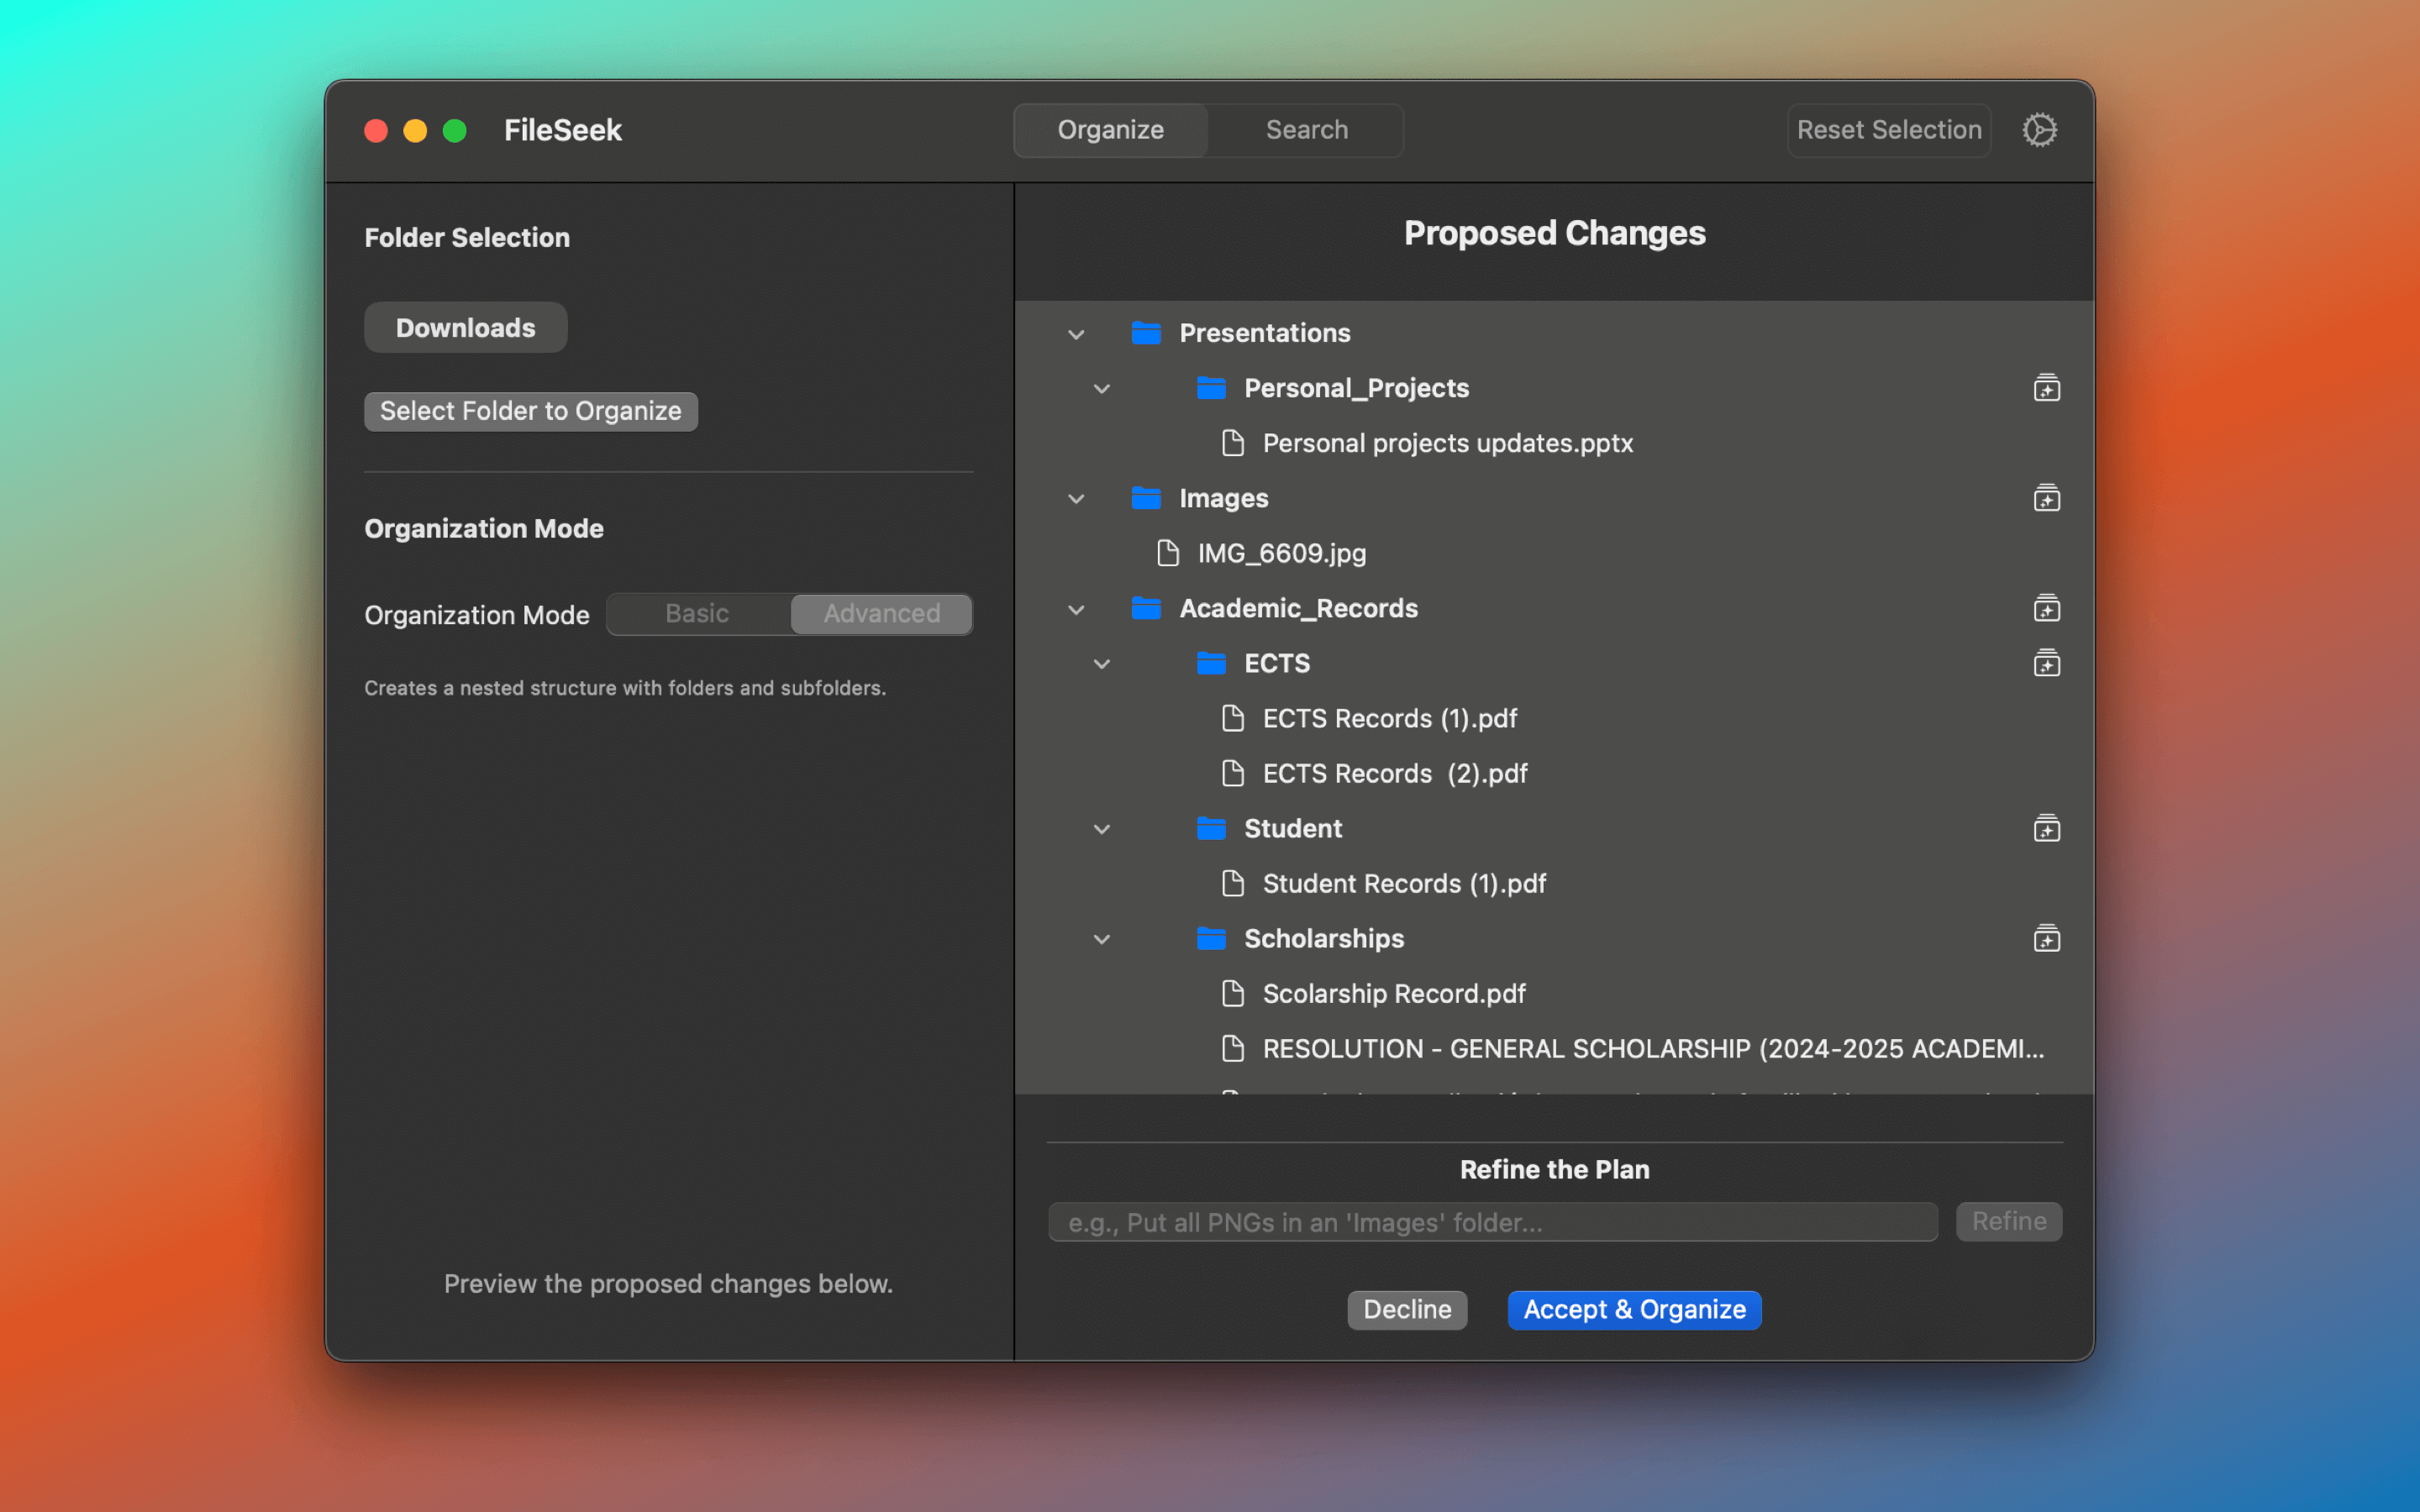 FileSeek
Organize
Search
Reset Selection
Folder Selection
Downloads
Select Folder to Organize
Organization Mode
Organization Mode
Basic
Advanced
Creates a nested structure with folders and subfolders.
Preview the proposed changes below.
Proposed Changes
Presentations
Personal_Projects
Personal projects updates.pptx
Images
IMG_6609.jpg
Academic_Records
ECTS
ECTS Records (1).pdf
ECTS Records  (2).pdf
Student
Student Records (1).pdf
Scholarships
Scolarship Record.pdf
RESOLUTION - GENERAL SCHOLARSHIP (2024-2025 ACADEMI...
Refine the Plan
e.g., Put all PNGs in an 'Images' folder...
Refine
Decline
Accept & Organize